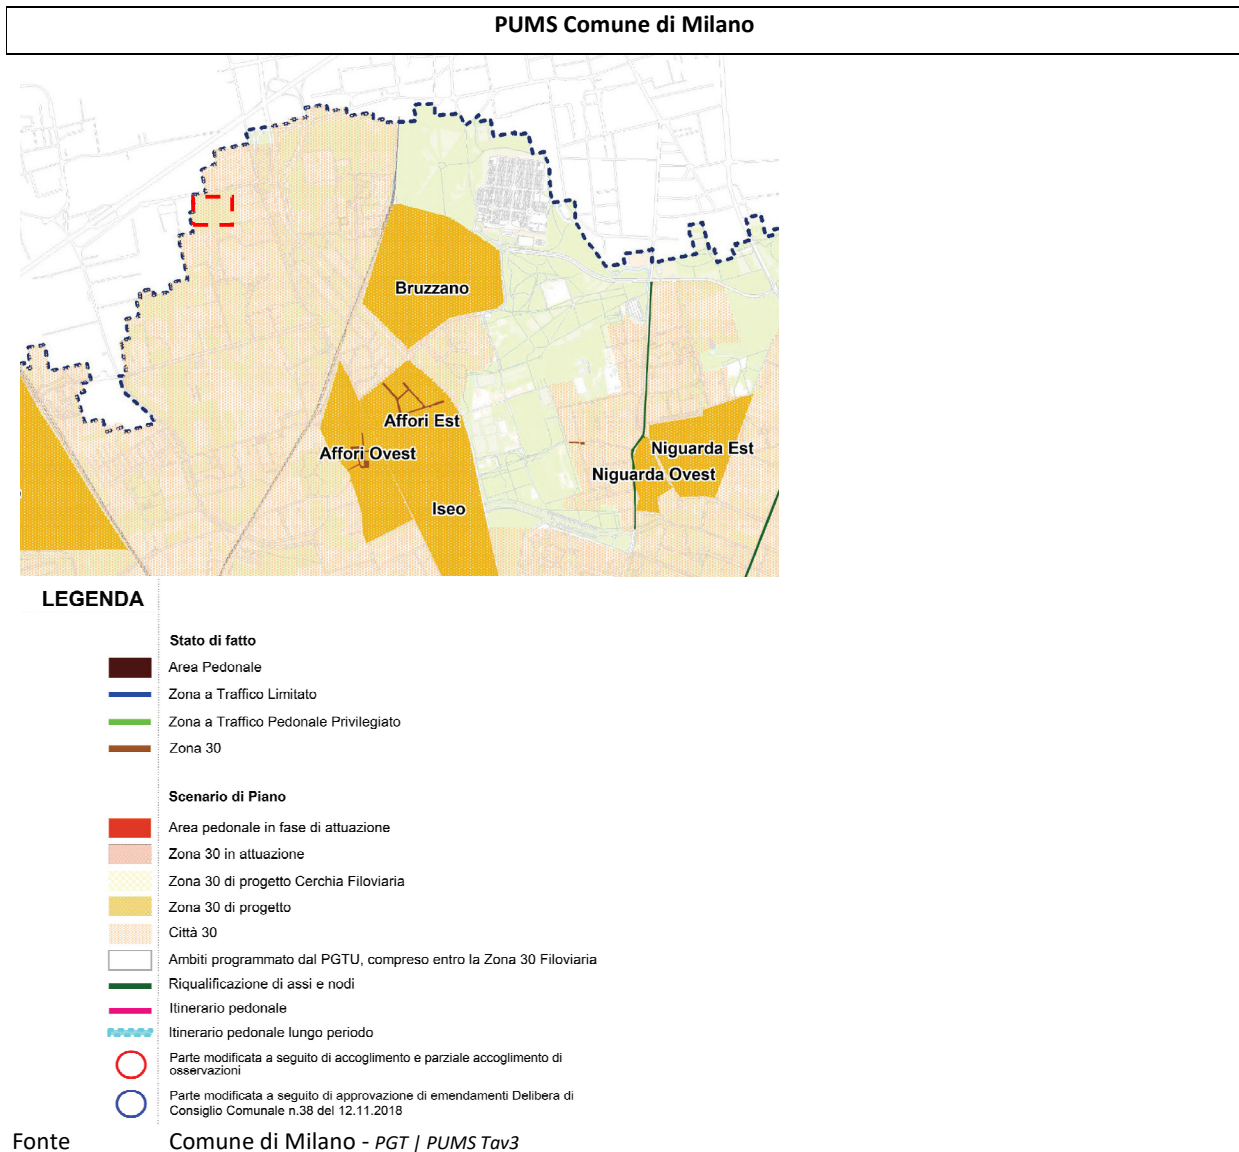 PUMS Comune di Milano
Bruzzano
Affori Est
Affori Ovest
Niguarda Est
Niguarda Ovest
Iseo
LEGENDA
Stato di fatto
Area Pedonale
Zona a Traffico Limitato
Zona a Traffico Pedonale Privilegiato
Zona 30
Scenario di Piano
Area pedonale in fase di attuazione
Zona 30 in attuazione
Zona 30 di progetto Cerchia Filoviaria
Zona 30 di progetto
Città 30
Ambiti programmato dal PGTU, compreso entro la Zona 30 Filoviaria
Riqualificazione di assi e nodi
Itinerario pedonale
Itinerario pedonale lungo periodo
Parte modificata a seguito di accoglimento e parziale accoglimento di
osservazioni
Parte modificata a seguito di approvazione di emendamenti Delibera di
Consiglio Comunale n.38 del 12.11.2018
Fonte Comune di Milano - PGT | PUMS Tav3